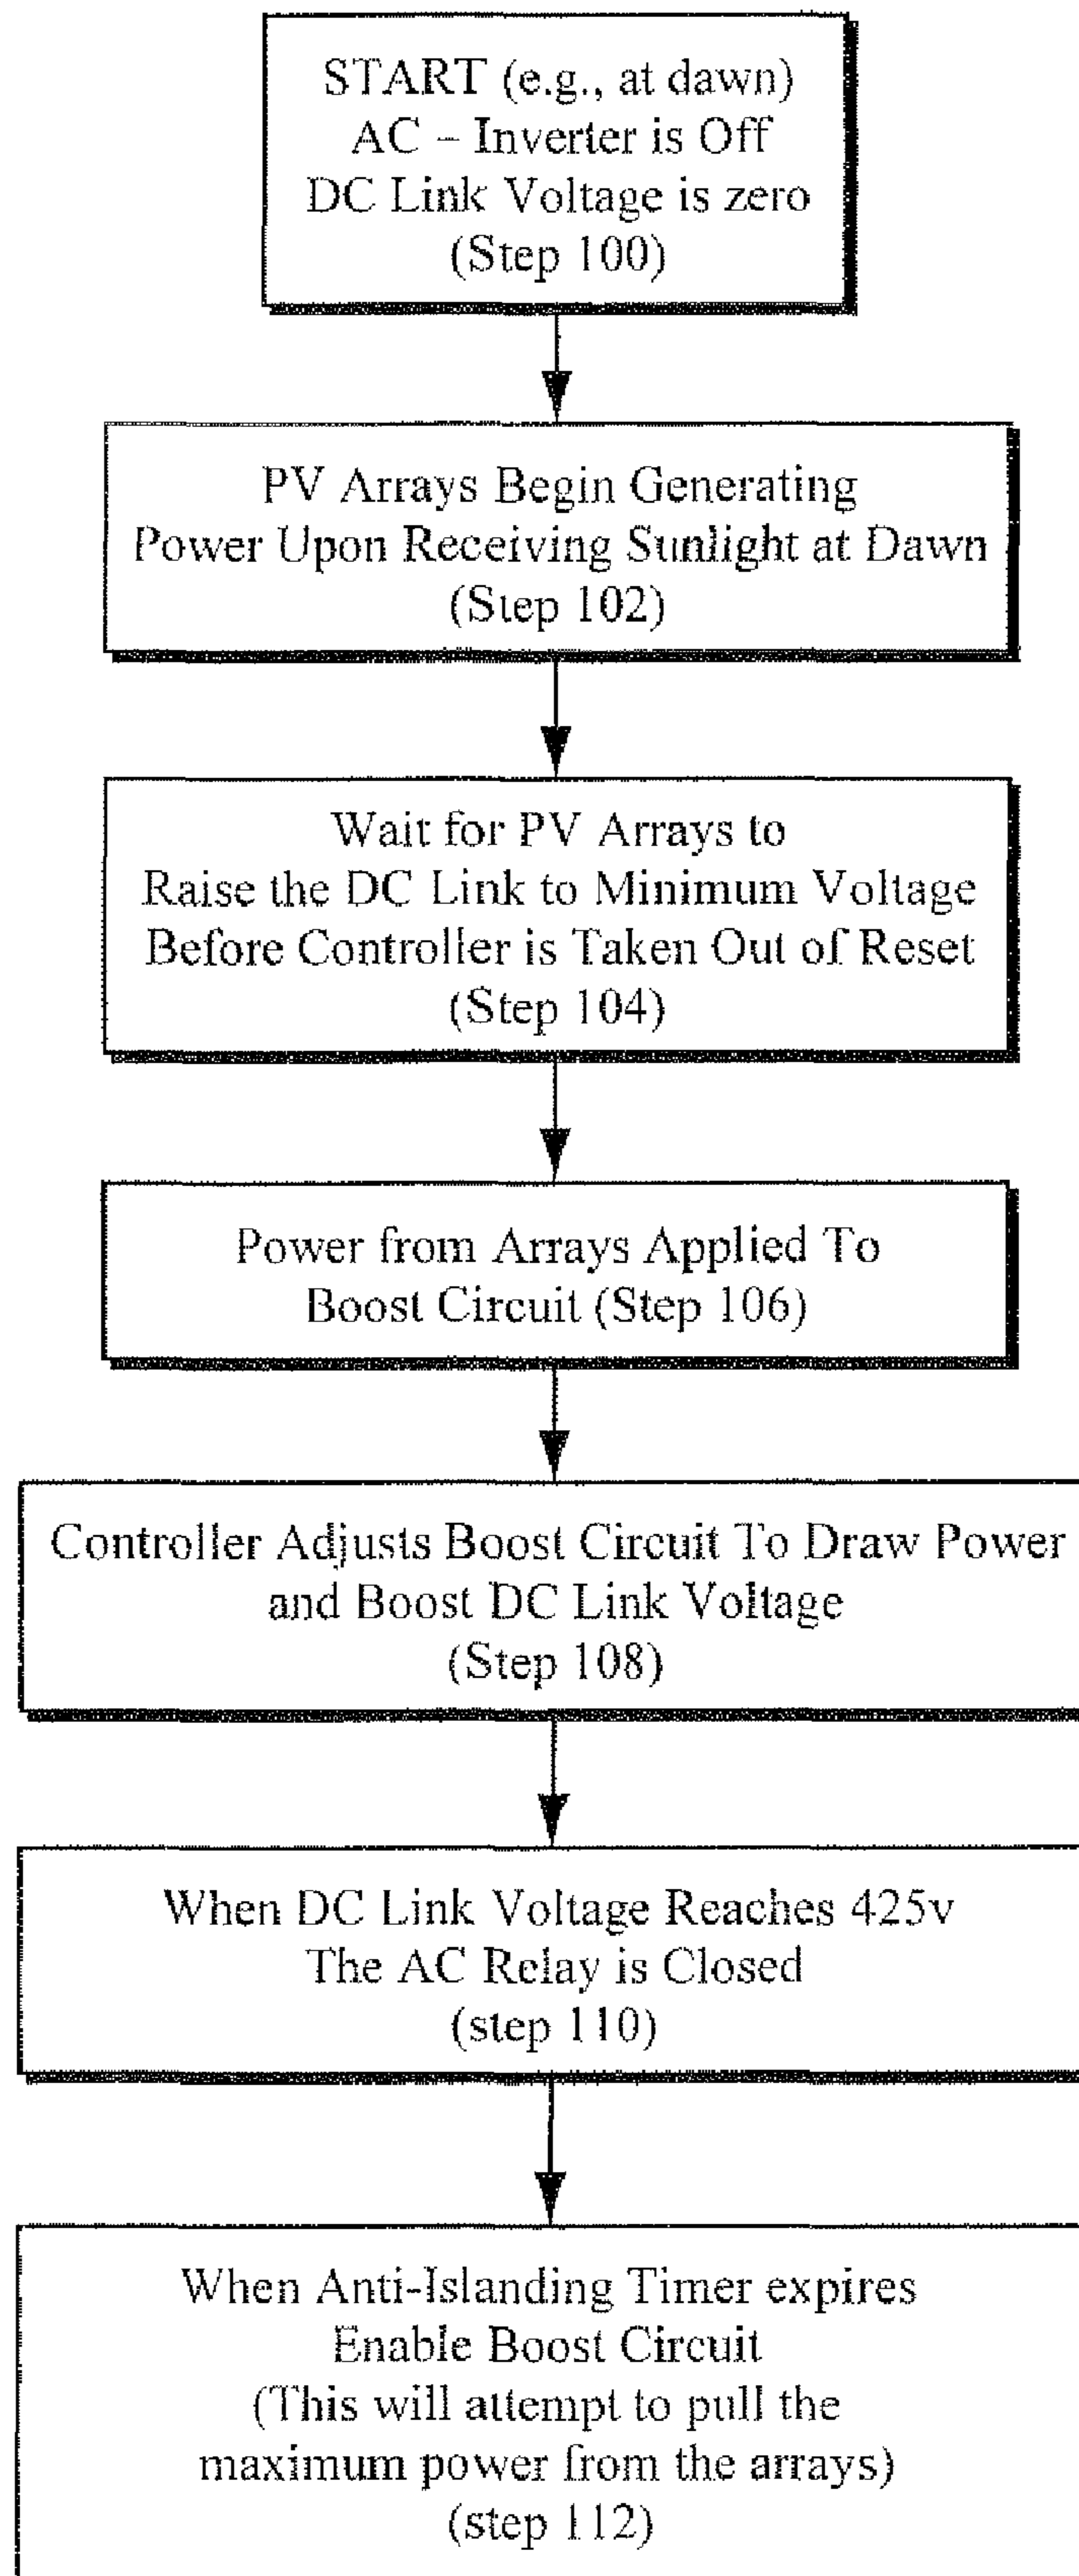 START (e.g., at dawn)
AC – Inverter is Off
DC Link Voltage is zero
(Step 100)
PV Arrays Begin Generating
Power Upon Receiving Sunlight at Dawn
(Step 102)
Wait for PV Arrays to
Raise the DC Link to Minimum Voltage
Before Controller is Taken Out of Reset
(Step 104)
Power from Arrays Applied To
Boost Circuit (Step 106)
Controller Adjusts Boost Circuit To Draw Power
and Boost DC Link Voltage
(Step 108)
When DC Link Voltage Reaches 425v
The AC Relay is Closed
(step 110)
When Anti-Islanding Timer expires
Enable Boost Circuit
(This will attempt to pull the
maximum power from the arrays)
(step 112)